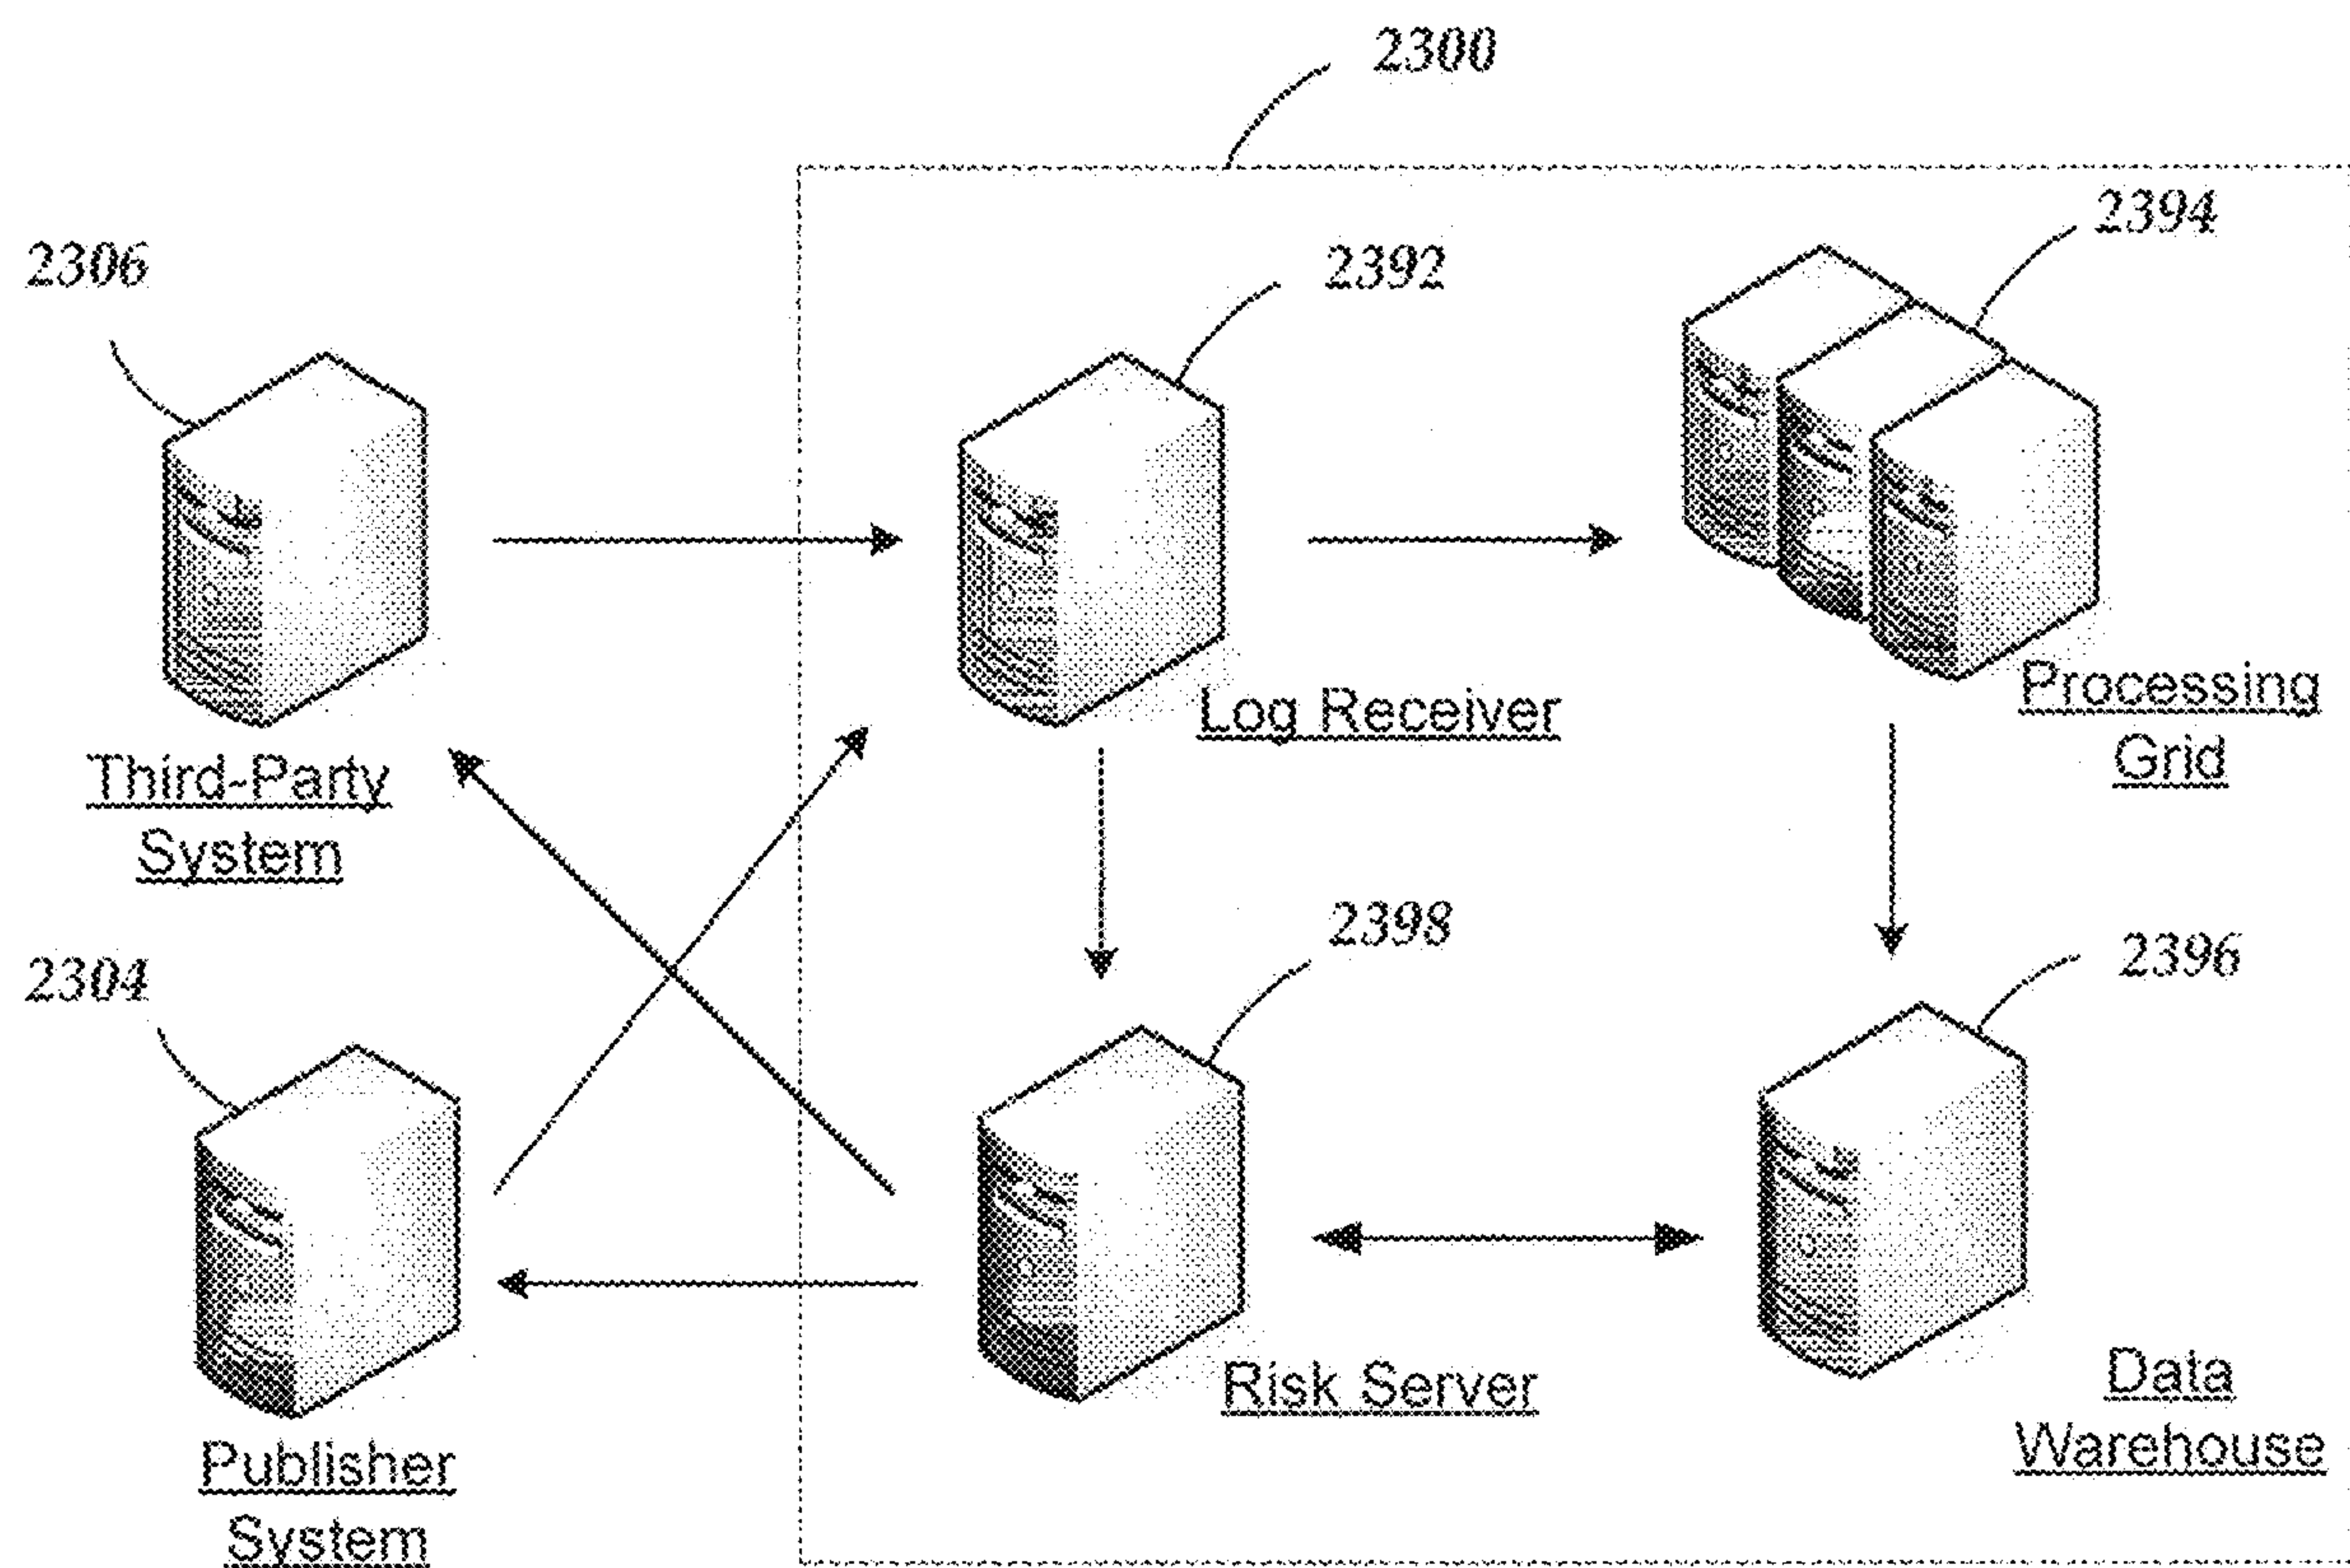 2300
2394
2306
2392
Log Receiver
Processing
Grid
Third-Party
System
2398
2304
2396
Risk Server
Data
Warehouse
Publisher
System